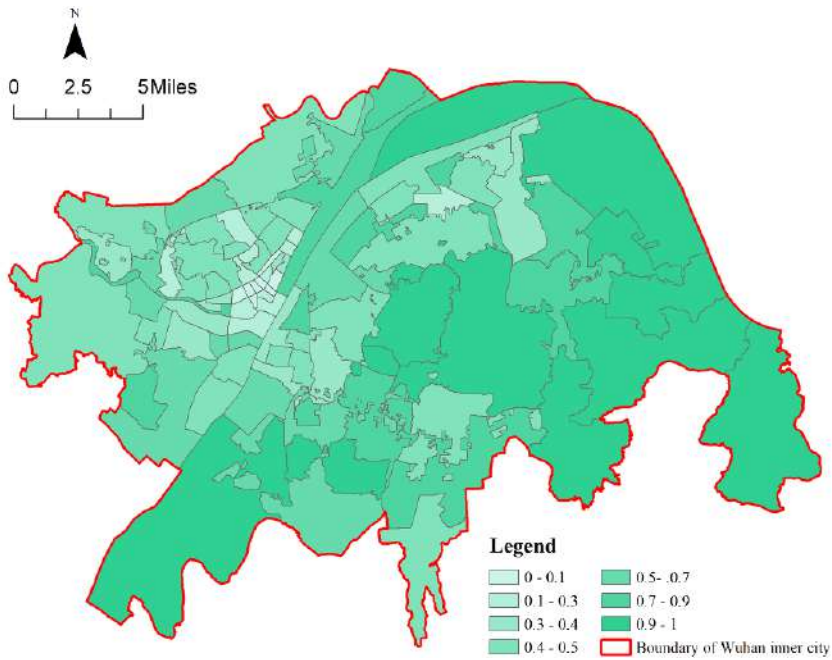 N
0 2.5 5Miles
Legend
0 - 0.1
0.1 - 0.3
0.3 - 0.4
0.4 - 0.5
0.5- .0.7
0.7 - 0.9
0.9 - 1
Boundary of Wuhan inner city